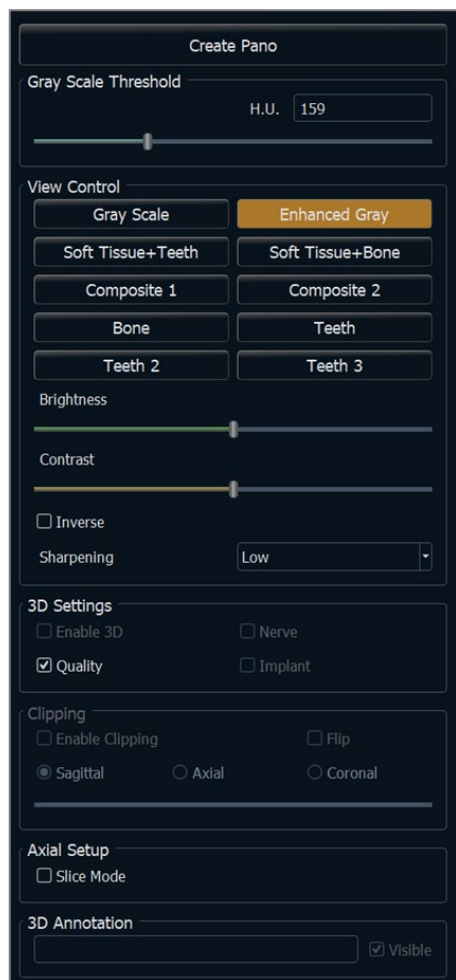 Create Pano
Gray Scale Threshold
H.U. 159
View Control
Gray Scale Enhanced Gray
Soft Tissue+Teeth Soft Tissue+Bone
Composite 1 Composite 2
Bone Teeth
Teeth 2 Teeth 3
Brightness
Contrast
Inverse
Sharpening Low
3D Settings
Enable 3D Nerve
Quality Implant
Clipping
Enable Clipping Flip
Sagittal Axial Coronal
Axial Setup
Slice Mode
3D Annotation
Visible